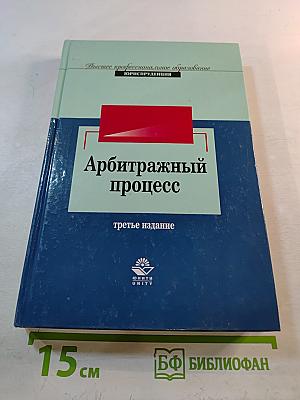 Высшее профессиональное образование
ЮРИСПРУДЕНЦИЯ
Арбитражный
процесс
третье издание
ЮНИТИ
UNITY
15 см
БФ БИБЛИОФАН